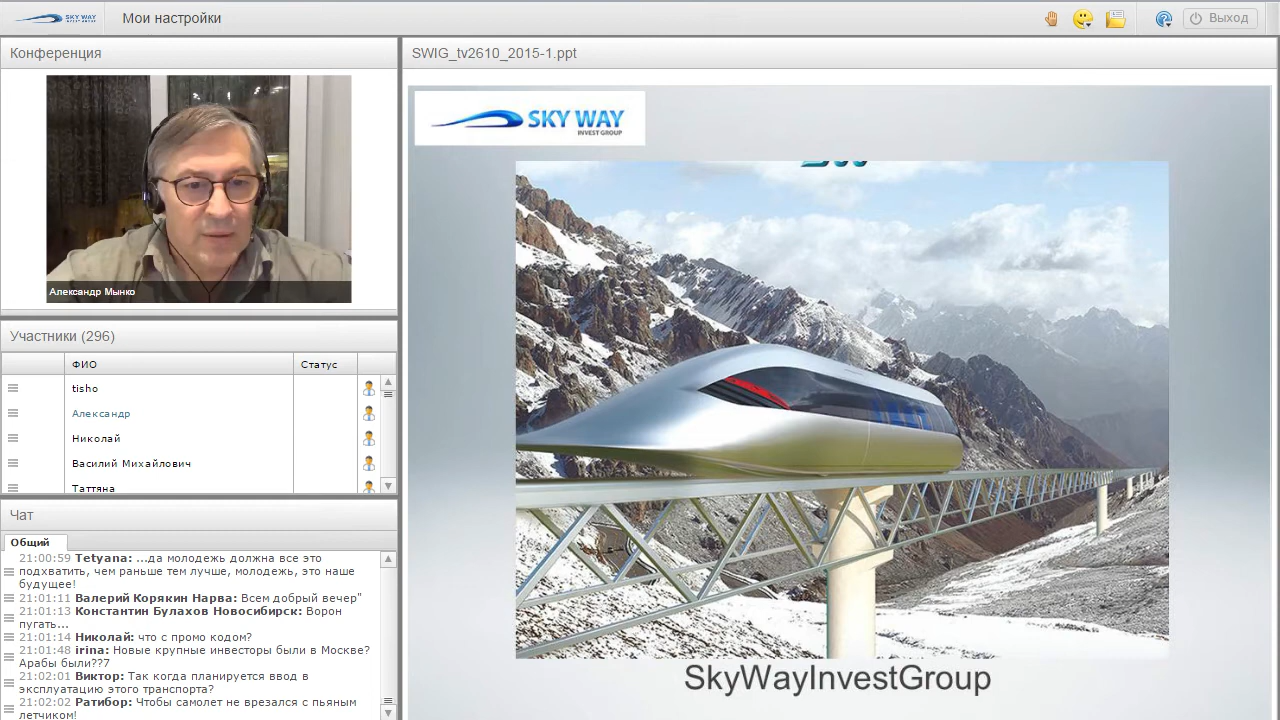 SKY WAY
INVEST GROUP
Мои настройки
Выход
Конференция
Александр Мынко
Участники (296)
ФИО
Статус
tisho
Александр
Николай
Василий Михайлович
Таттяна
Чат
Общий
21:00:59 Tetyana: ...да молодежь должна все это
подхватить, чем раньше тем лучше, молодежь, это наше
будущее!
21:01:11 Валерий Корякин Нарва: Всем добрый вечер"
21:01:13 Константин Булахов Новосибирск: Ворон
пугать...
21:01:14 Николай: что с промо кодом?
21:01:48 irina: Новые крупные инвесторы были в Москве?
Арабы были???7
21:02:01 Виктор: Так когда планируется ввод в
эксплуатацию этого транспорта?
21:02:02 Ратибор: Чтобы самолет не врезался с пьяным
летчиком!
SWIG_tv2610_2015-1.ppt
SKY WAY
INVEST GROUP
SkyWayInvestGroup